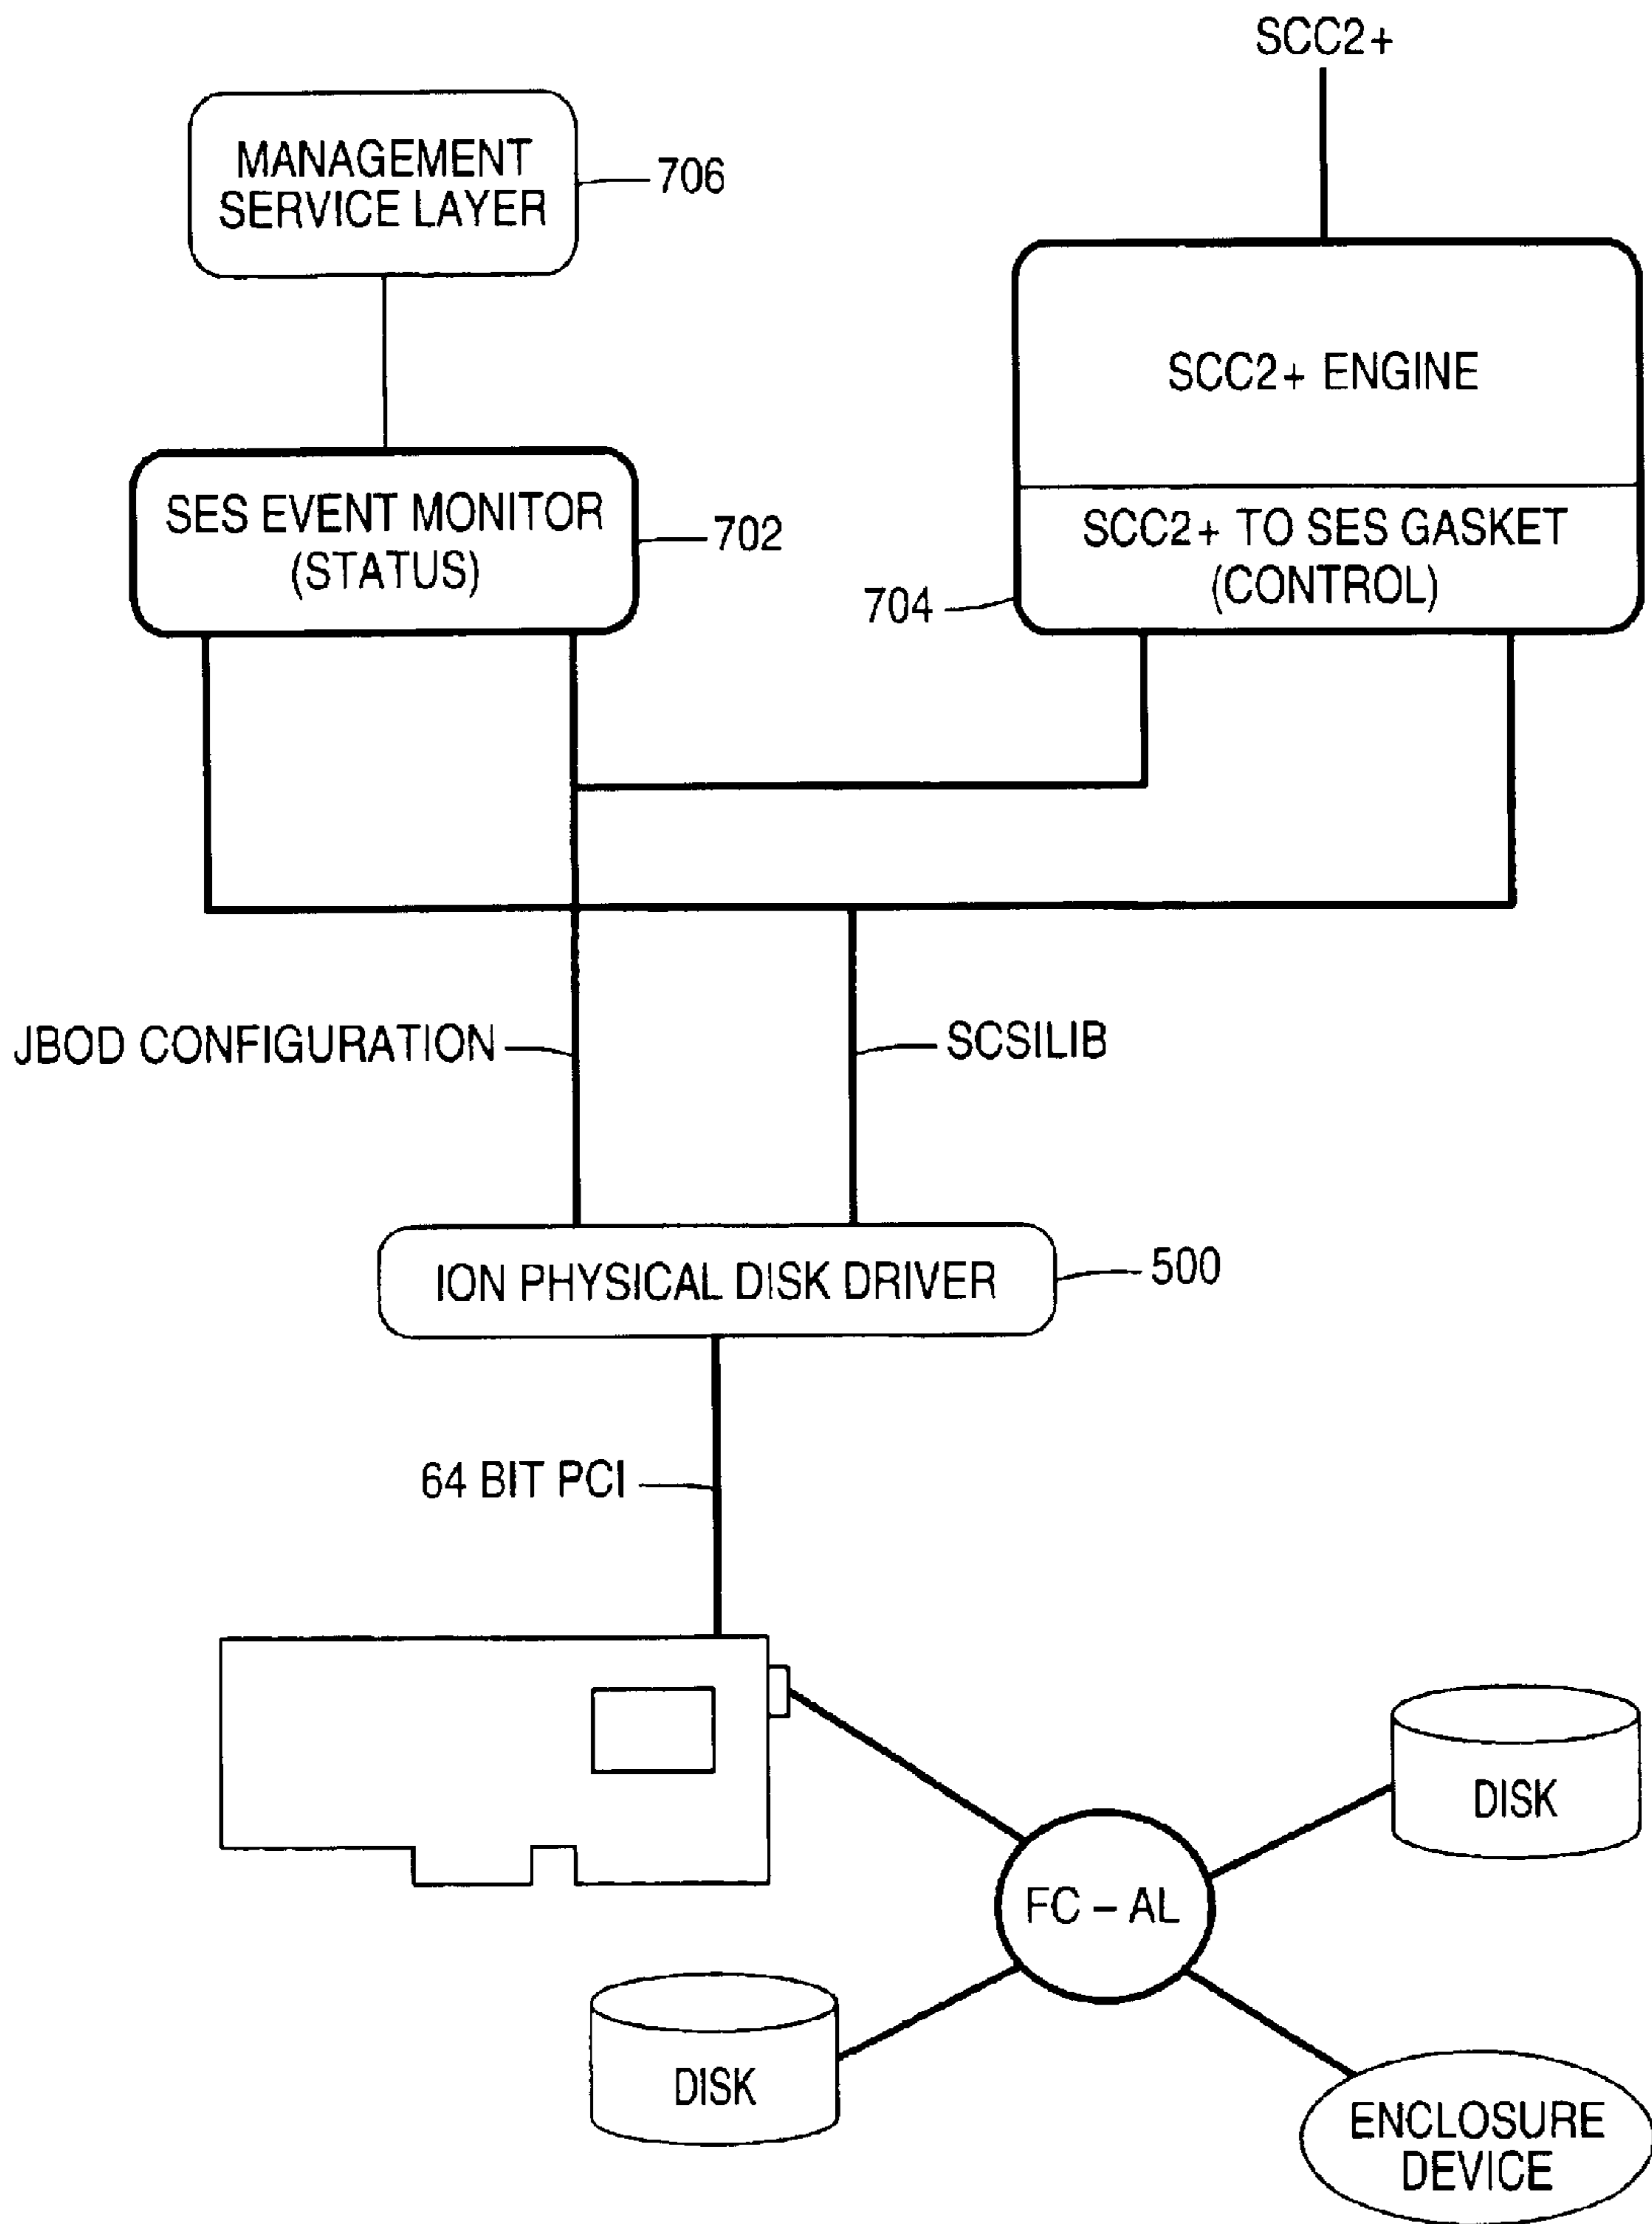 SCC2+
MANAGEMENT
SERVICE LAYER
706
SCC2+ ENGINE
SES EVENT MONITOR
(STATUS)
702
SCC2+ TO SES GASKET
(CONTROL)
704
JBOD CONFIGURATION
SCSILIB
ION PHYSICAL DISK DRIVER
500
64 BIT PCI
DISK
FC – AL
DISK
ENCLOSURE
DEVICE